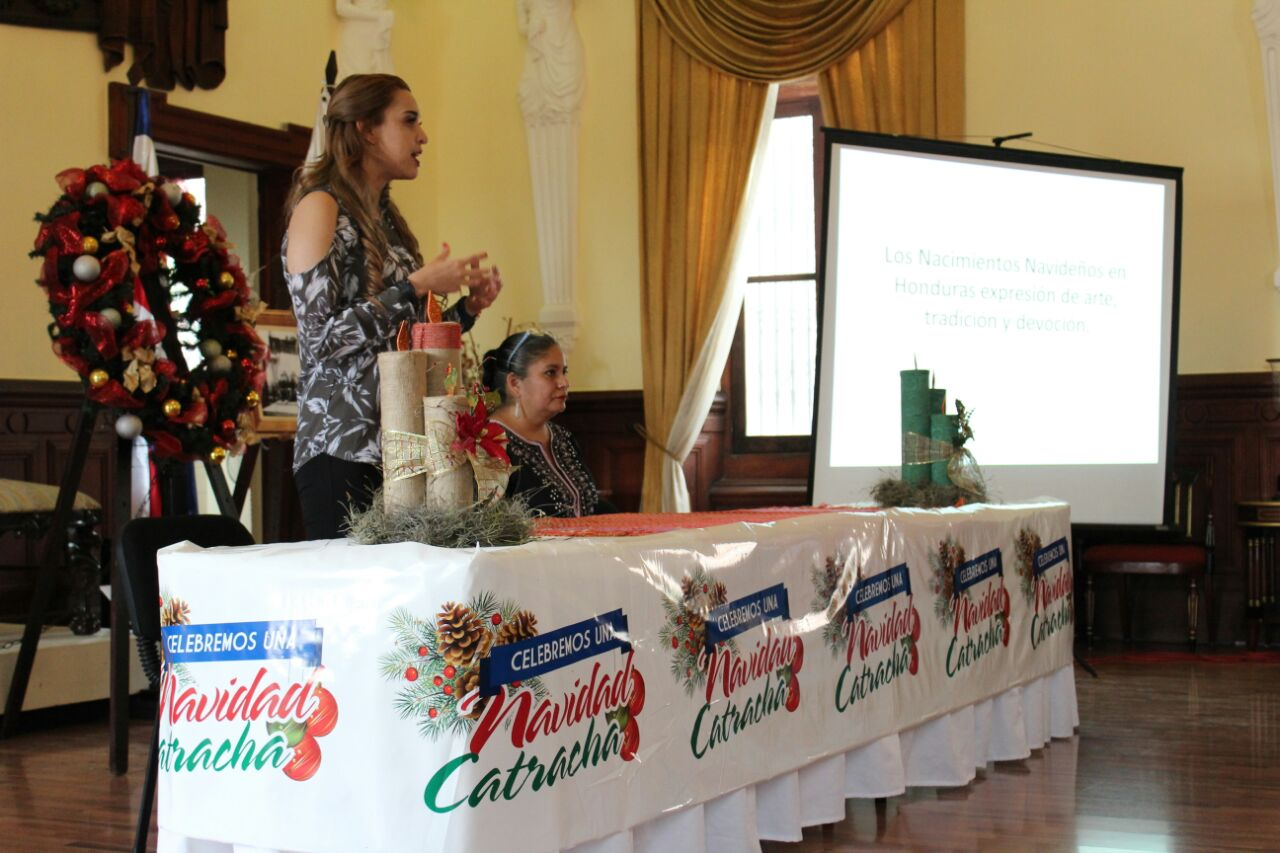 Los Nacimientos Navideños en
Honduras expresión de arte,
tradicion y devoción.
CELEBREMOS UNA
Navidad
Catracha
CELEBREMOS UNA
Navidad
Catracha
CELEBREMOS UNA
Navidad
Catracha
CELEBREMOS UNA
Navidad
Catracha
CELEBREMOS UNA
Navidad
Catracha
CELEBREMOS UNA
Navidad
Catracha